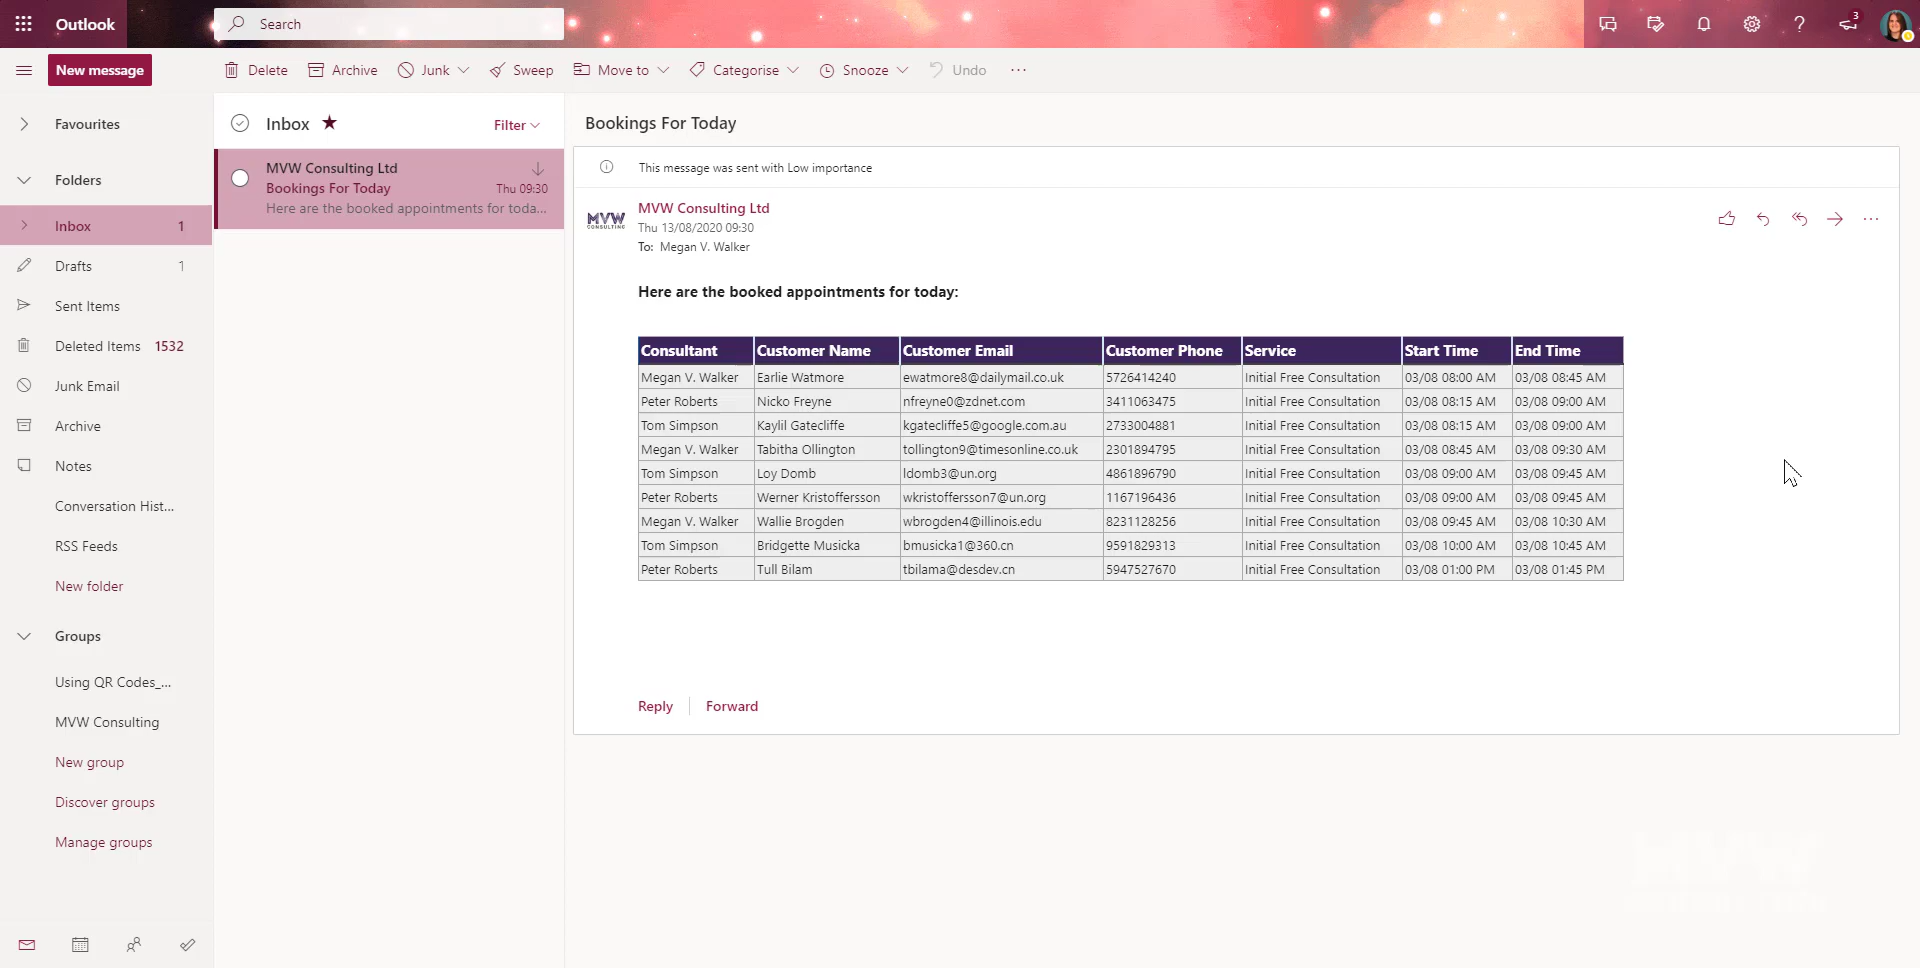 Outlook
Search
3
New message
Delete
Archive
Junk
Sweep
Move to
Categorise
Snooze
Undo
Favourites
Folders
Inbox 1
Drafts 1
Sent Items
Deleted Items 1532
Junk Email
Archive
Notes
Conversation Hist...
RSS Feeds
New folder
Groups
Using QR Codes_...
MVW Consulting
New group
Discover groups
Manage groups
Inbox
Filter
MVW Consulting Ltd
Bookings For Today Thu 09:30
Here are the booked appointments for toda...
Bookings For Today
This message was sent with Low importance
MVW
CONSULTING
MVW Consulting Ltd
Thu 13/08/2020 09:30
To: Megan V. Walker
Here are the booked appointments for today:
Consultant Customer Name Customer Email Customer Phone Service Start Time End Time
Megan V. Walker Earlie Watmore ewatmore8@dailymail.co.uk 5726414240 Initial Free Consultation 03/08 08:00 AM 03/08 08:45 AM
Peter Roberts Nicko Freyne nfreyne0@zdnet.com 3411063475 Initial Free Consultation 03/08 08:15 AM 03/08 09:00 AM
Tom Simpson Kaylil Gatecliffe kgatecliffe5@google.com.au 2733004881 Initial Free Consultation 03/08 08:15 AM 03/08 09:00 AM
Megan V. Walker Tabitha Ollington tollington9@timesonline.co.uk 2301894795 Initial Free Consultation 03/08 08:45 AM 03/08 09:30 AM
Tom Simpson Loy Domb ldomb3@un.org 4861896790 Initial Free Consultation 03/08 09:00 AM 03/08 09:45 AM
Peter Roberts Werner Kristoffersson wkristoffersson7@un.org 1167196436 Initial Free Consultation 03/08 09:00 AM 03/08 09:45 AM
Megan V. Walker Wallie Brogden wbrogden4@illinois.edu 8231128256 Initial Free Consultation 03/08 09:45 AM 03/08 10:30 AM
Tom Simpson Bridgette Musicka bmusicka1@360.cn 9591829313 Initial Free Consultation 03/08 10:00 AM 03/08 10:45 AM
Peter Roberts Tull Bilam tbilama@desdev.cn 5947527670 Initial Free Consultation 03/08 01:00 PM 03/08 01:45 PM
Reply
Forward